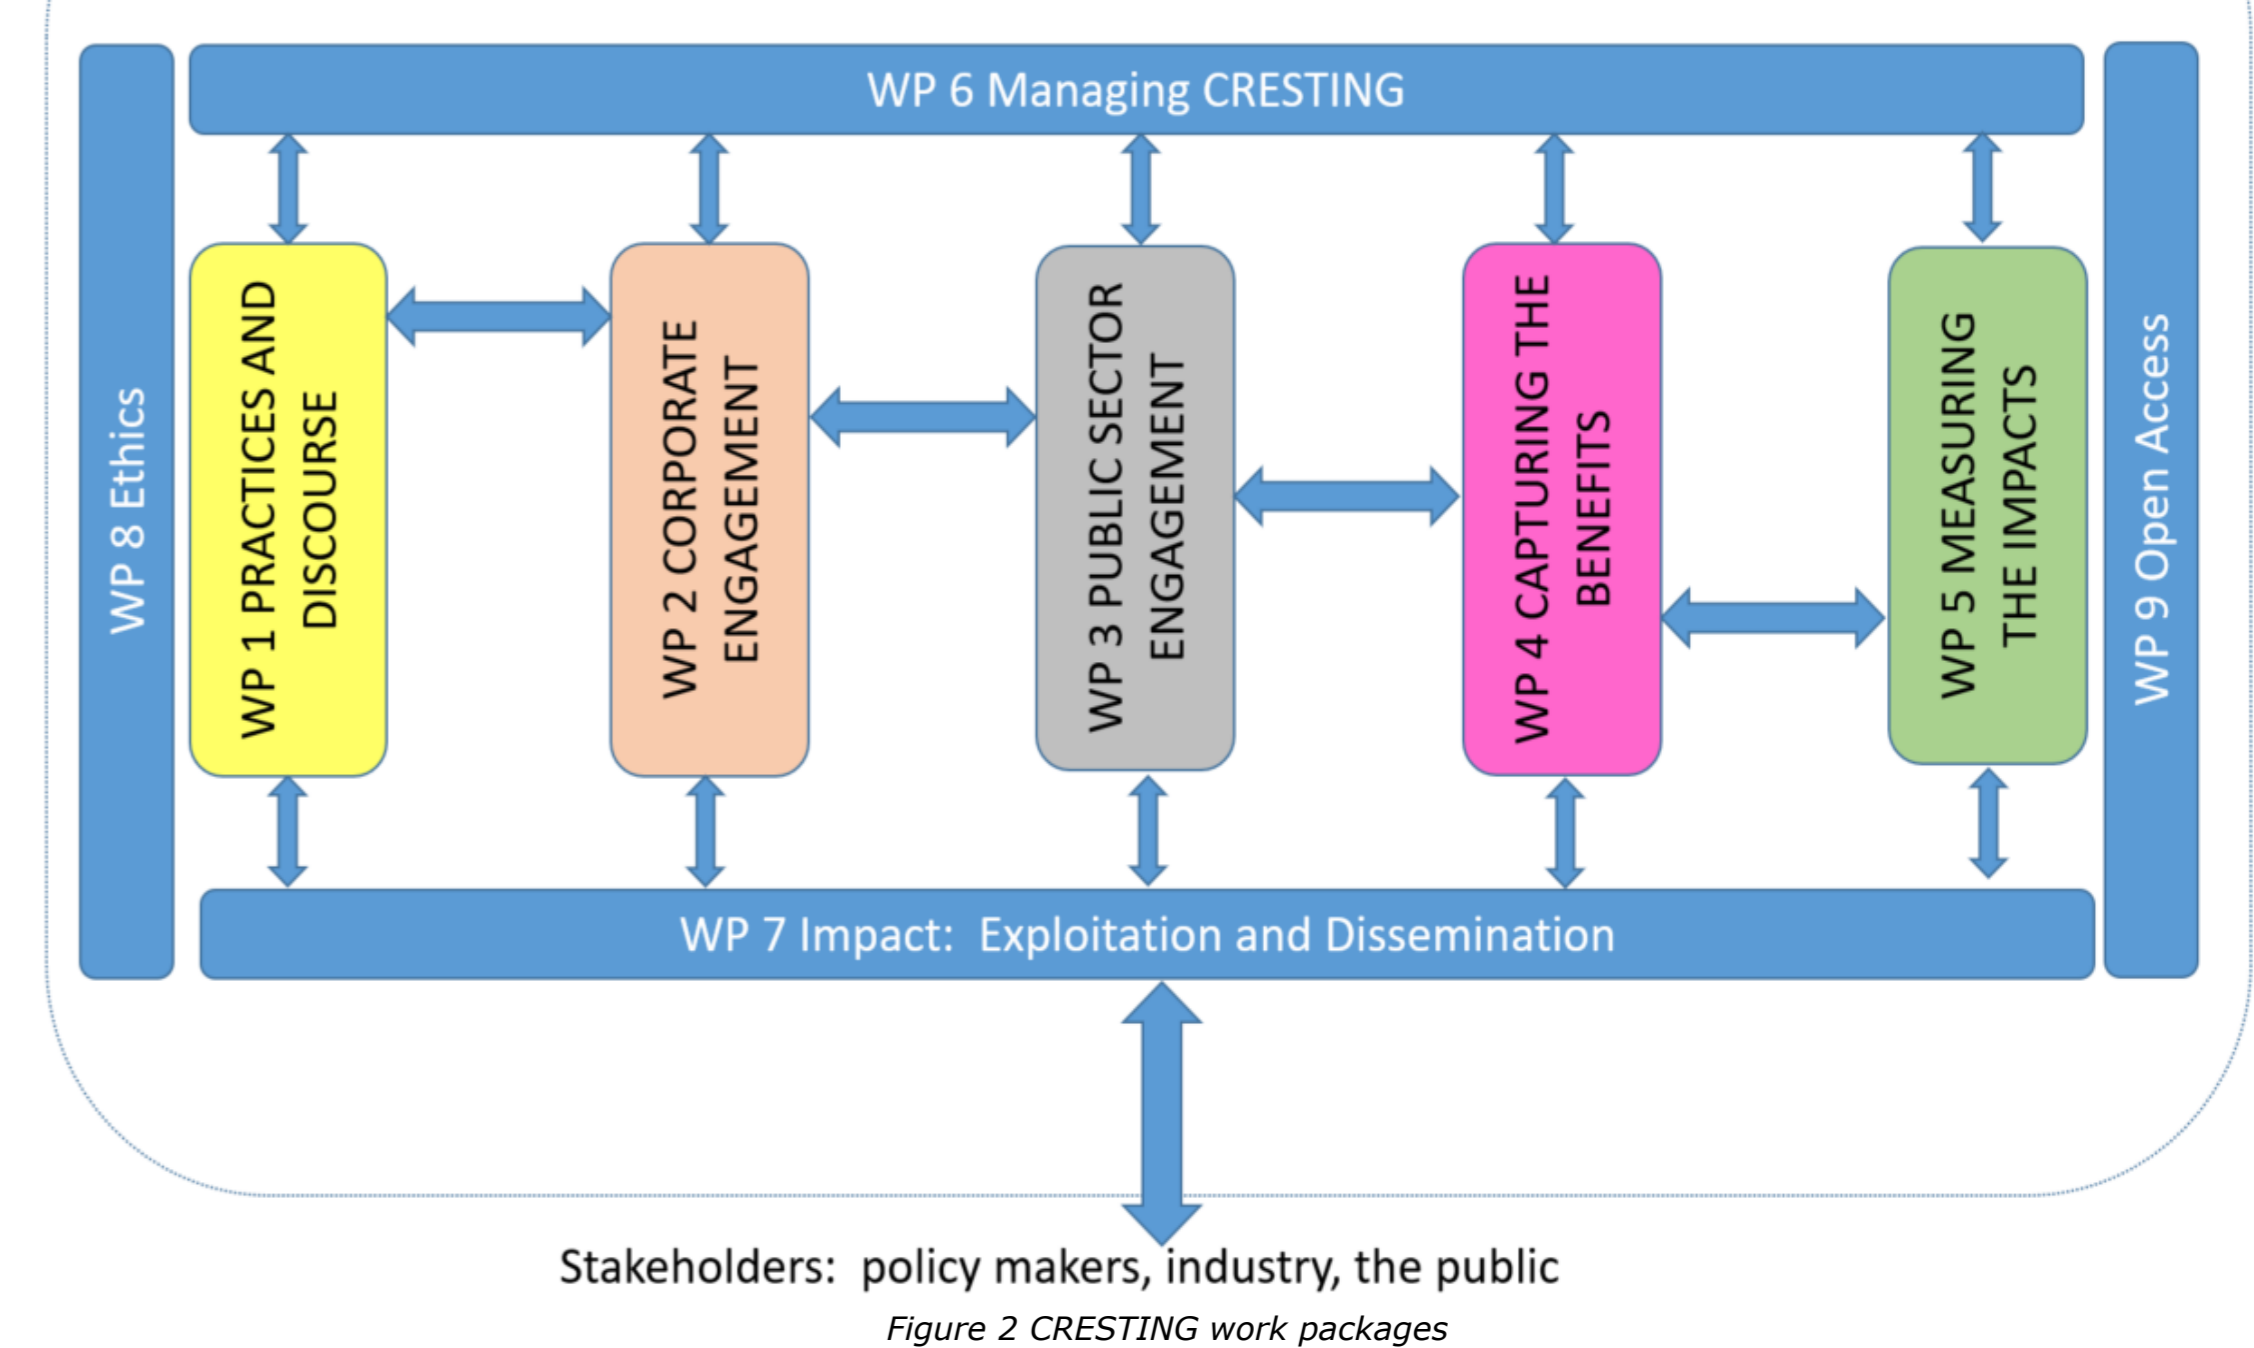 WP 6 Managing CRESTING
WP 8 Ethics
WP 1 PRACTICES AND
DISCOURSE
WP 2 CORPORATE
ENGAGEMENT
WP 3 PUBLIC SECTOR
ENGAGEMENT
WP 4 CAPTURING THE
BENEFITS
WP 5 MEASURING
THE IMPACTS
WP 9 Open Access
WP 7 Impact:  Exploitation and Dissemination
Stakeholders:  policy makers, industry, the public
Figure 2 CRESTING work packages